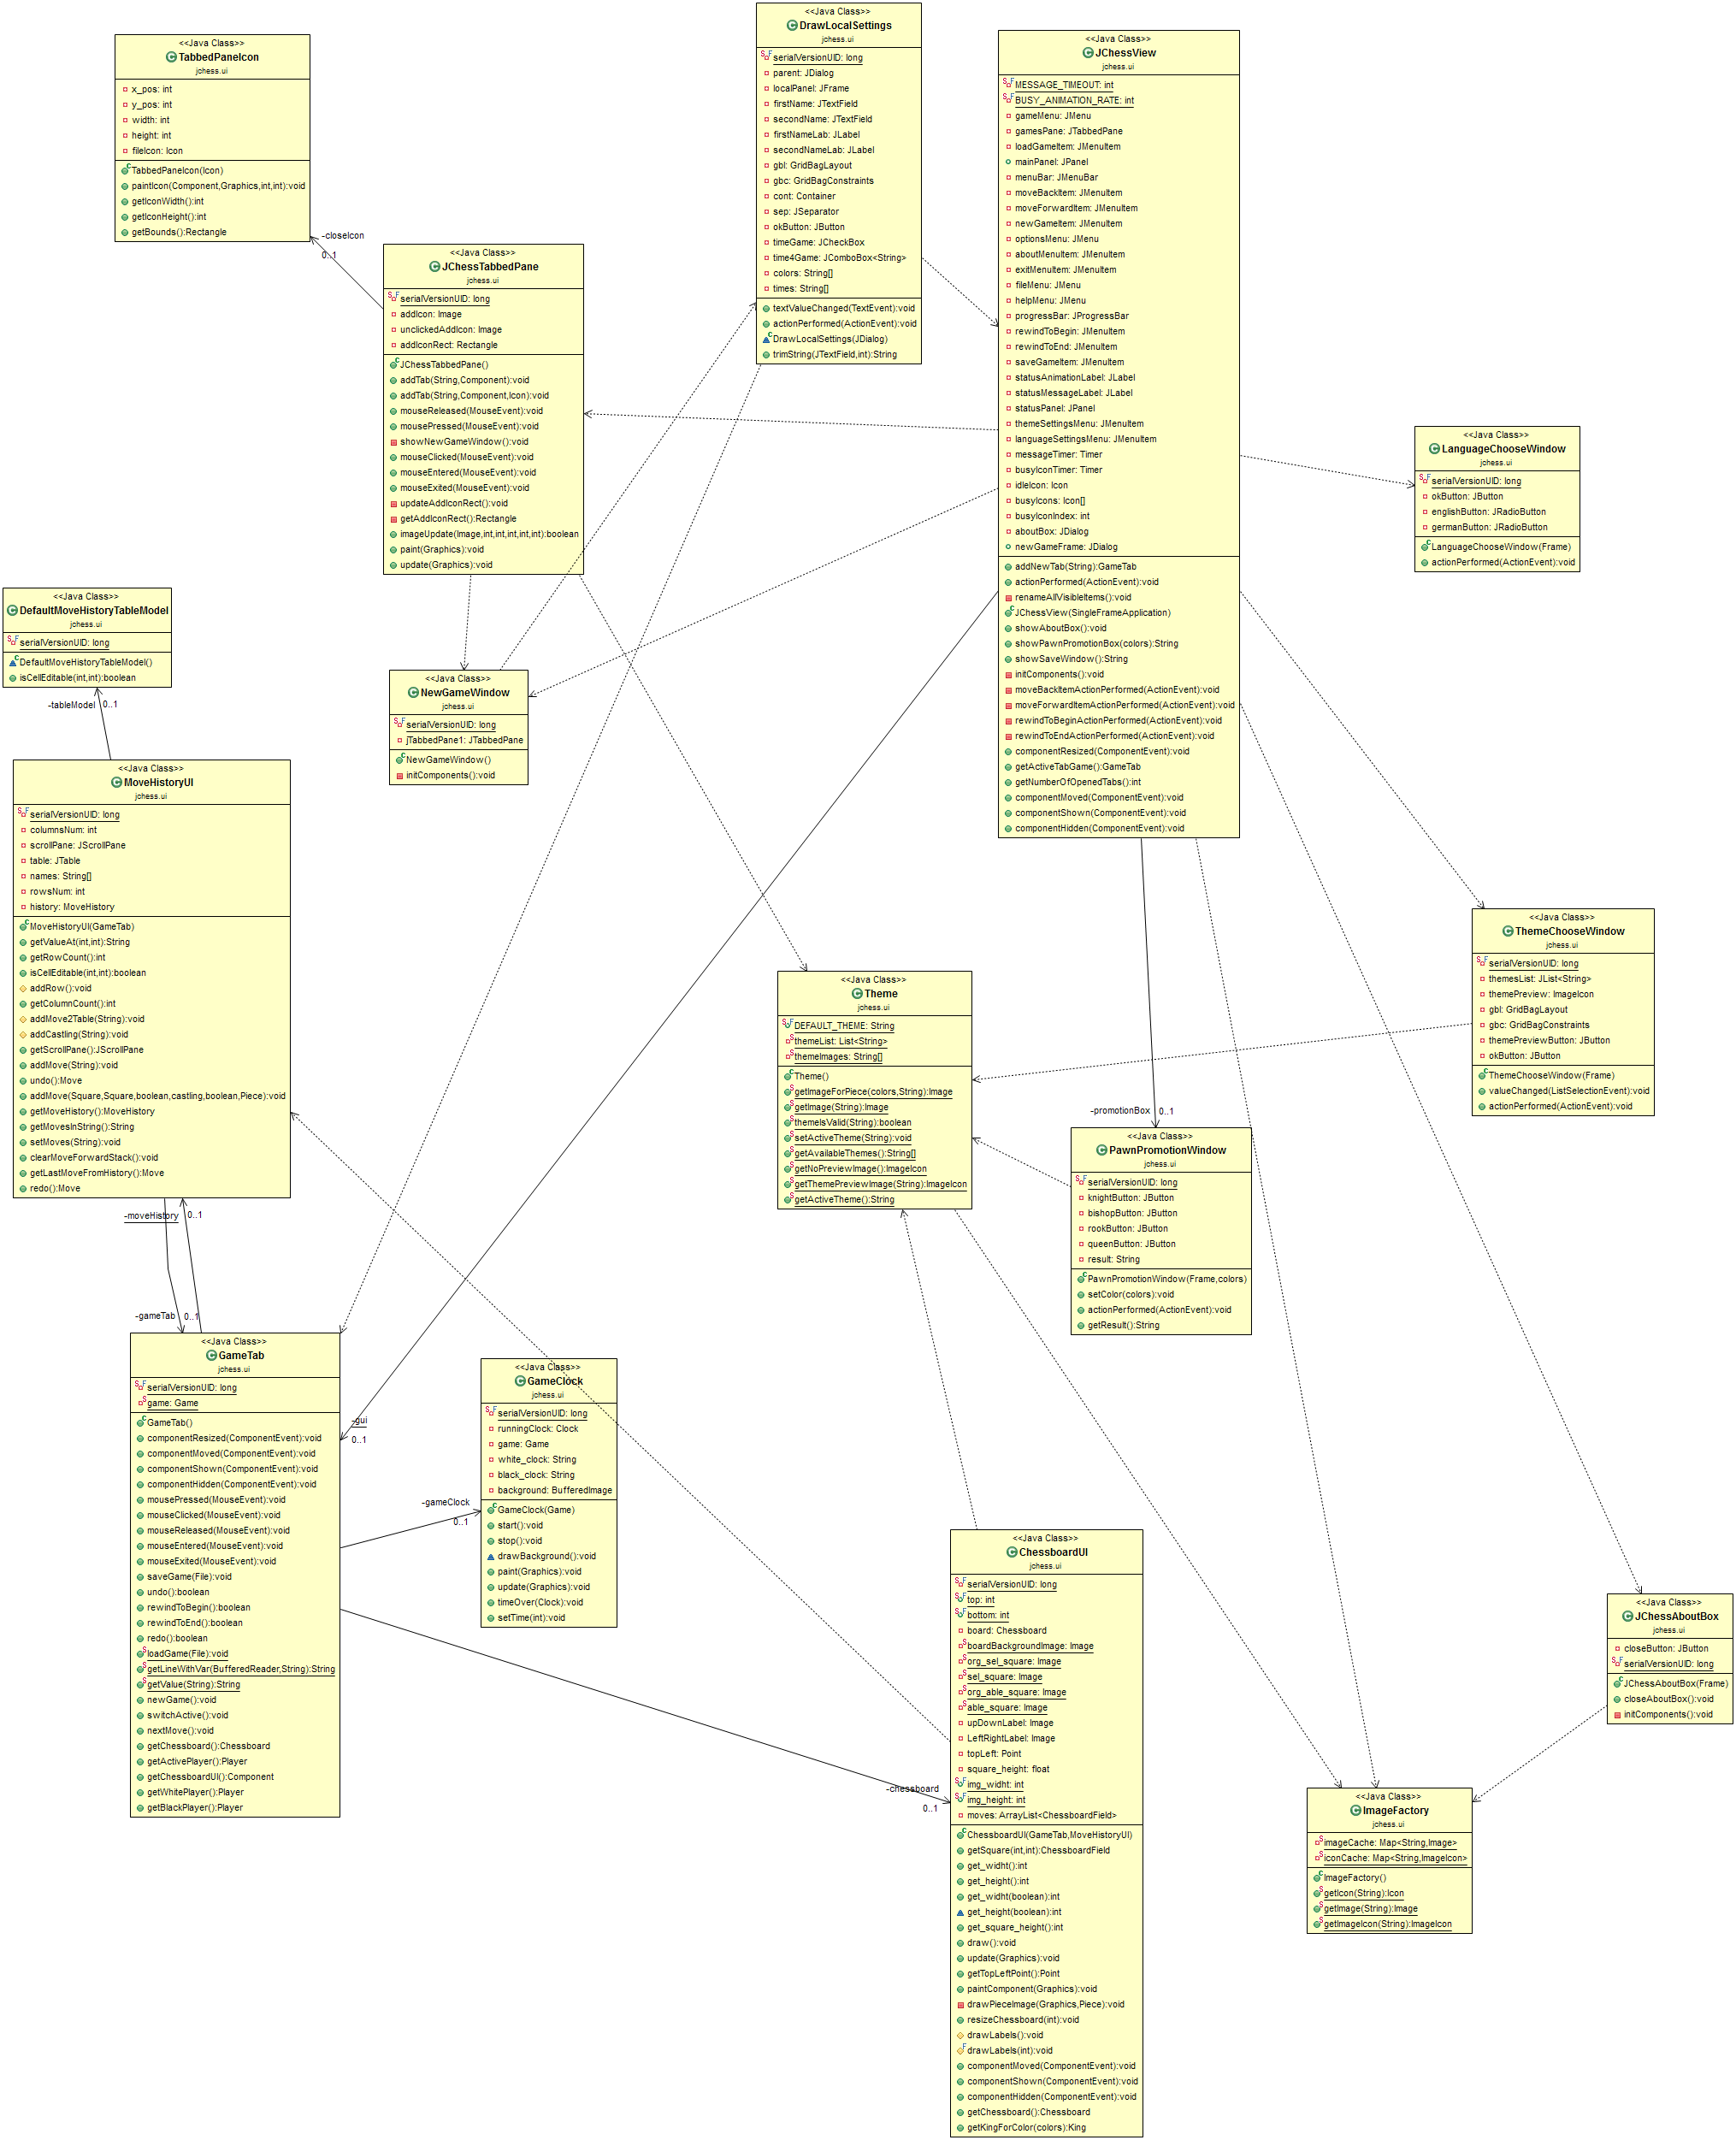 <<Java Class>>
TabbedPaneIcon
jchess.ui
x_pos: int
y_pos: int
width: int
height: int
fileIcon: Icon
TabbedPaneIcon(Icon)
paintIcon(Component,Graphics,int,int):void
getIconWidth():int
getIconHeight():int
getBounds():Rectangle
-closeIcon
0..1
<<Java Class>>
JChessTabbedPane
jchess.ui
serialVersionUID: long
addIcon: Image
unclickedAddIcon: Image
addIconRect: Rectangle
JChessTabbedPane()
addTab(String,Component):void
addTab(String,Component,Icon):void
mouseReleased(MouseEvent):void
mousePressed(MouseEvent):void
showNewGameWindow():void
mouseClicked(MouseEvent):void
mouseEntered(MouseEvent):void
mouseExited(MouseEvent):void
updateAddIconRect():void
getAddIconRect():Rectangle
imageUpdate(Image,int,int,int,int,int):boolean
paint(Graphics):void
update(Graphics):void
<<Java Class>>
DrawLocalSettings
jchess.ui
serialVersionUID: long
parent: JDialog
localPanel: JFrame
firstName: JTextField
secondName: JTextField
firstNameLab: JLabel
secondNameLab: JLabel
gbl: GridBagLayout
gbc: GridBagConstraints
cont: Container
sep: JSeparator
okButton: JButton
timeGame: JCheckBox
time4Game: JComboBox<String>
colors: String[]
times: String[]
textValueChanged(TextEvent):void
actionPerformed(ActionEvent):void
DrawLocalSettings(JDialog)
trimString(JTextField,int):String
<<Java Class>>
JChessView
jchess.ui
MESSAGE_TIMEOUT: int
BUSY_ANIMATION_RATE: int
gameMenu: JMenu
gamesPane: JTabbedPane
loadGameItem: JMenuItem
mainPanel: JPanel
menuBar: JMenuBar
moveBackItem: JMenuItem
moveForwardItem: JMenuItem
newGameItem: JMenuItem
optionsMenu: JMenu
aboutMenuItem: JMenuItem
exitMenuItem: JMenuItem
fileMenu: JMenu
helpMenu: JMenu
progressBar: JProgressBar
rewindToBegin: JMenuItem
rewindToEnd: JMenuItem
saveGameItem: JMenuItem
statusAnimationLabel: JLabel
statusMessageLabel: JLabel
statusPanel: JPanel
themeSettingsMenu: JMenuItem
languageSettingsMenu: JMenuItem
messageTimer: Timer
busyIconTimer: Timer
idleIcon: Icon
busyIcons: Icon[]
busyIconIndex: int
aboutBox: JDialog
newGameFrame: JDialog
addNewTab(String):GameTab
actionPerformed(ActionEvent):void
renameAllVisibleItems():void
JChessView(SingleFrameApplication)
showAboutBox():void
showPawnPromotionBox(colors):String
showSaveWindow():String
initComponents():void
moveBackItemActionPerformed(ActionEvent):void
moveForwardItemActionPerformed(ActionEvent):void
rewindToBeginActionPerformed(ActionEvent):void
rewindToEndActionPerformed(ActionEvent):void
componentResized(ComponentEvent):void
getActiveTabGame():GameTab
getNumberOfOpenedTabs():int
componentMoved(ComponentEvent):void
componentShown(ComponentEvent):void
componentHidden(ComponentEvent):void
<<Java Class>>
LanguageChooseWindow
jchess.ui
serialVersionUID: long
okButton: JButton
englishButton: JRadioButton
germanButton: JRadioButton
LanguageChooseWindow(Frame)
actionPerformed(ActionEvent):void
<<Java Class>>
DefaultMoveHistoryTableModel
jchess.ui
serialVersionUID: long
DefaultMoveHistoryTableModel()
isCellEditable(int,int):boolean
-tableModel
0..1
<<Java Class>>
NewGameWindow
jchess.ui
serialVersionUID: long
jTabbedPane1: JTabbedPane
NewGameWindow()
initComponents():void
<<Java Class>>
MoveHistoryUI
jchess.ui
serialVersionUID: long
columnsNum: int
scrollPane: JScrollPane
table: JTable
names: String[]
rowsNum: int
history: MoveHistory
MoveHistoryUI(GameTab)
getValueAt(int,int):String
getRowCount():int
isCellEditable(int,int):boolean
addRow():void
getColumnCount():int
addMove2Table(String):void
addCastling(String):void
getScrollPane():JScrollPane
addMove(String):void
undo():Move
addMove(Square,Square,boolean,castling,boolean,Piece):void
getMoveHistory():MoveHistory
getMovesInString():String
setMoves(String):void
clearMoveForwardStack():void
getLastMoveFromHistory():Move
redo():Move
-moveHistory
0..1
-gameTab
0..1
<<Java Class>>
Theme
jchess.ui
DEFAULT_THEME: String
themeList: List<String>
themeImages: String[]
Theme()
getImageForPiece(colors,String):Image
getImage(String):Image
themeIsValid(String):boolean
setActiveTheme(String):void
getAvailableThemes():String[]
getNoPreviewImage():ImageIcon
getThemePreviewImage(String):ImageIcon
getActiveTheme():String
<<Java Class>>
ThemeChooseWindow
jchess.ui
serialVersionUID: long
themesList: JList<String>
themePreview: ImageIcon
gbl: GridBagLayout
gbc: GridBagConstraints
themePreviewButton: JButton
okButton: JButton
ThemeChooseWindow(Frame)
valueChanged(ListSelectionEvent):void
actionPerformed(ActionEvent):void
-promotionBox
0..1
<<Java Class>>
PawnPromotionWindow
jchess.ui
serialVersionUID: long
knightButton: JButton
bishopButton: JButton
rookButton: JButton
queenButton: JButton
result: String
PawnPromotionWindow(Frame,colors)
setColor(colors):void
actionPerformed(ActionEvent):void
getResult():String
<<Java Class>>
GameTab
jchess.ui
serialVersionUID: long
game: Game
GameTab()
componentResized(ComponentEvent):void
componentMoved(ComponentEvent):void
componentShown(ComponentEvent):void
componentHidden(ComponentEvent):void
mousePressed(MouseEvent):void
mouseClicked(MouseEvent):void
mouseReleased(MouseEvent):void
mouseEntered(MouseEvent):void
mouseExited(MouseEvent):void
saveGame(File):void
undo():boolean
rewindToBegin():boolean
rewindToEnd():boolean
redo():boolean
loadGame(File):void
getLineWithVar(BufferedReader,String):String
getValue(String):String
newGame():void
switchActive():void
nextMove():void
getChessboard():Chessboard
getActivePlayer():Player
getChessboardUI():Component
getWhitePlayer():Player
getBlackPlayer():Player
-gui
0..1
-gameClock
0..1
<<Java Class>>
GameClock
jchess.ui
serialVersionUID: long
runningClock: Clock
game: Game
white_clock: String
black_clock: String
background: BufferedImage
GameClock(Game)
start():void
stop():void
drawBackground():void
paint(Graphics):void
update(Graphics):void
timeOver(Clock):void
setTime(int):void
-chessboard
0..1
<<Java Class>>
ChessboardUI
jchess.ui
serialVersionUID: long
top: int
bottom: int
board: Chessboard
boardBackgroundImage: Image
org_sel_square: Image
sel_square: Image
org_able_square: Image
able_square: Image
upDownLabel: Image
LeftRightLabel: Image
topLeft: Point
square_height: float
img_widht: int
img_height: int
moves: ArrayList<ChessboardField>
ChessboardUI(GameTab,MoveHistoryUI)
getSquare(int,int):ChessboardField
get_widht():int
get_height():int
get_widht(boolean):int
get_height(boolean):int
get_square_height():int
draw():void
update(Graphics):void
getTopLeftPoint():Point
paintComponent(Graphics):void
drawPieceImage(Graphics,Piece):void
resizeChessboard(int):void
drawLabels():void
drawLabels(int):void
componentMoved(ComponentEvent):void
componentShown(ComponentEvent):void
componentHidden(ComponentEvent):void
getChessboard():Chessboard
getKingForColor(colors):King
<<Java Class>>
JChessAboutBox
jchess.ui
closeButton: JButton
serialVersionUID: long
JChessAboutBox(Frame)
closeAboutBox():void
initComponents():void
<<Java Class>>
ImageFactory
jchess.ui
imageCache: Map<String,Image>
iconCache: Map<String,ImageIcon>
ImageFactory()
getIcon(String):Icon
getImage(String):Image
getImageIcon(String):ImageIcon